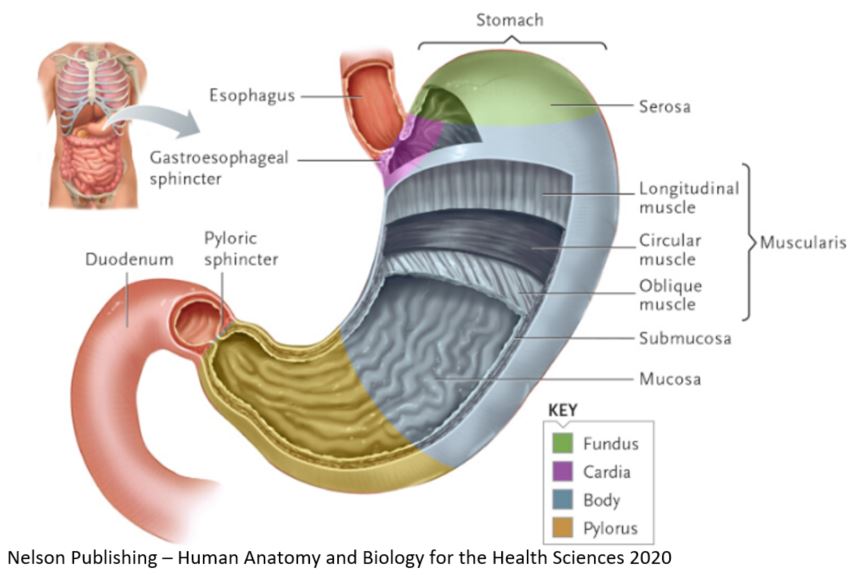 Stomach
Esophagus
Serosa
Gastroesophageal
sphincter
Longitudinal
muscle
Circular
muscle
Muscularis
Oblique
muscle
Pyloric
sphincter
Duodenum
Submucosa
Mucosa
KEY
Fundus
Cardia
Body
Pylorus
Nelson Publishing – Human Anatomy and Biology for the Health Sciences 2020